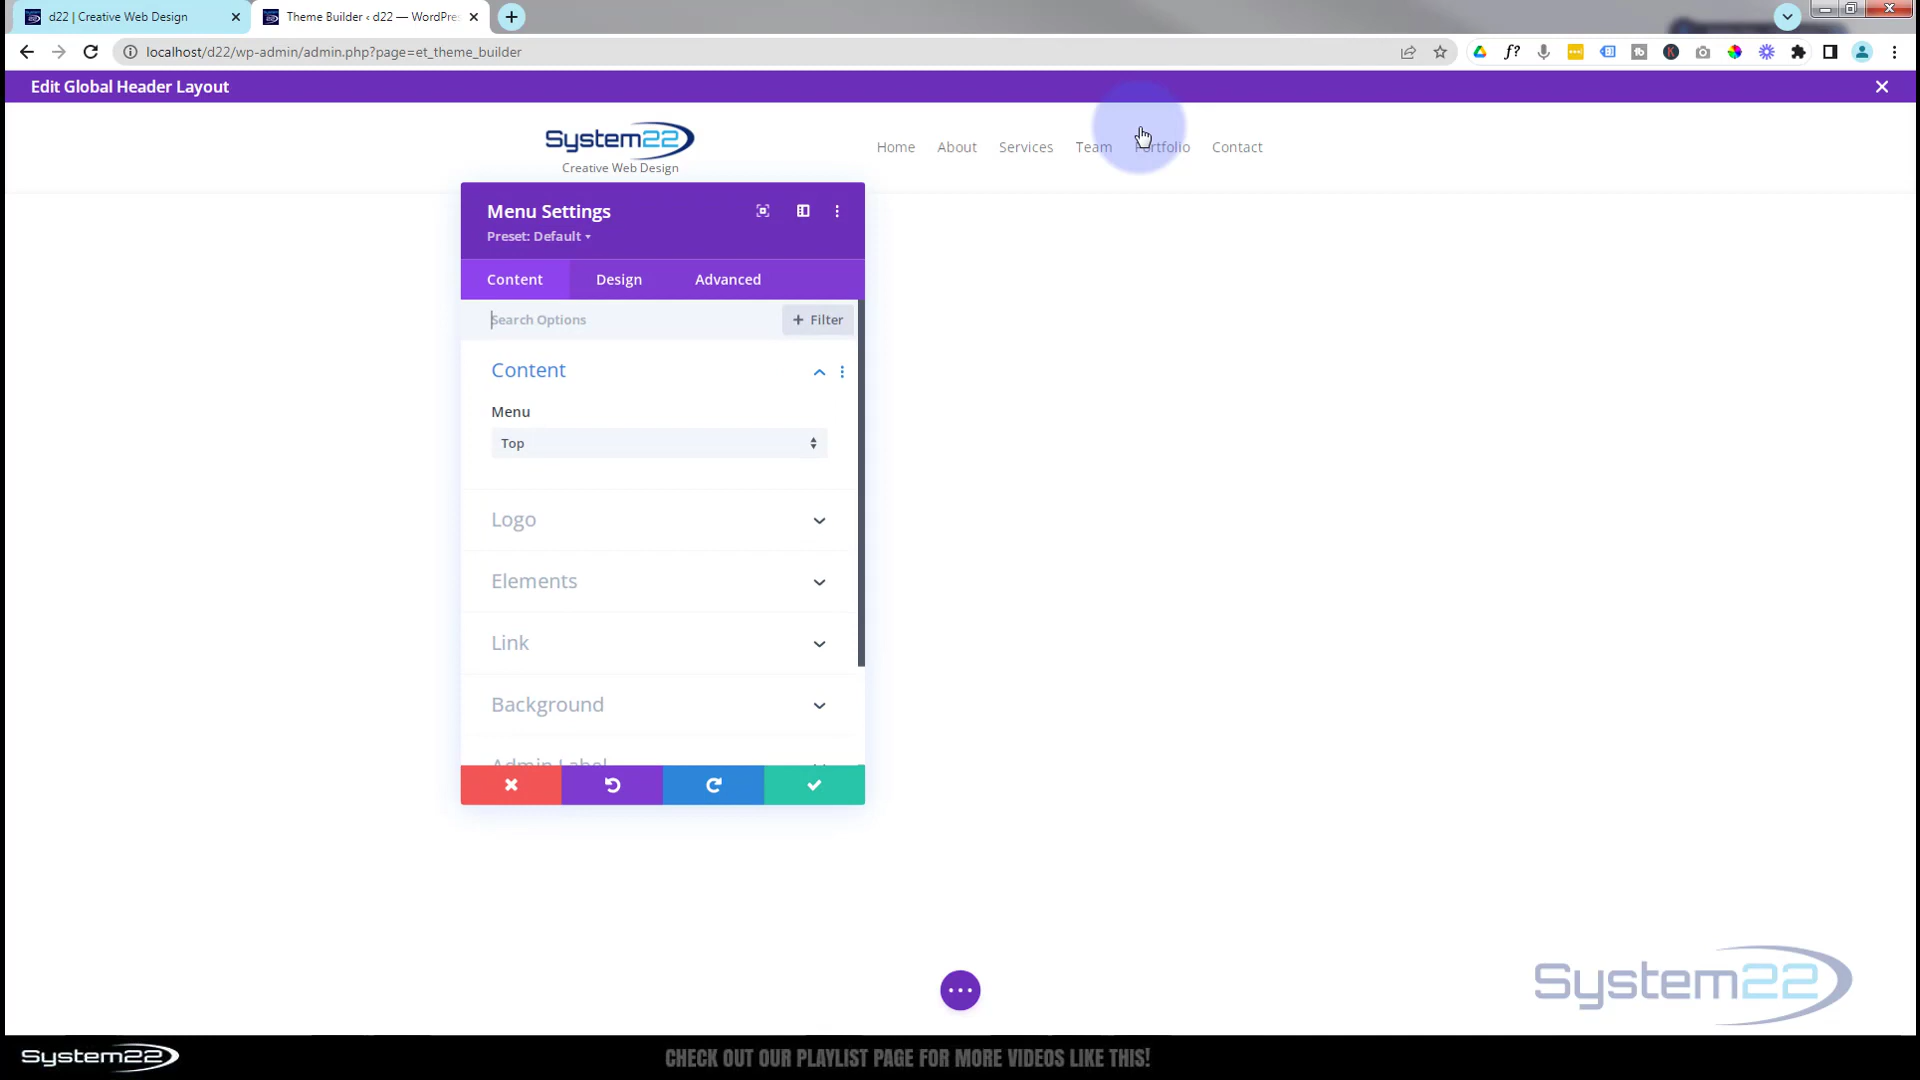 d22 | Creative Web Design
Theme Builder ‹ d22 — WordPre
localhost/d22/wp-admin/admin.php?page=et_theme_builder
Edit Global Header Layout
System22
Creative Web Design
Home About Services Team Portfolio Contact
Menu Settings
Preset: Default
Content Design Advanced
Search Options
+ Filter
Content
Menu
Top
Logo
Elements
Link
Background
Admin Label
System22
System22
CHECK OUT OUR PLAYLIST PAGE FOR MORE VIDEOS LIKE THIS!